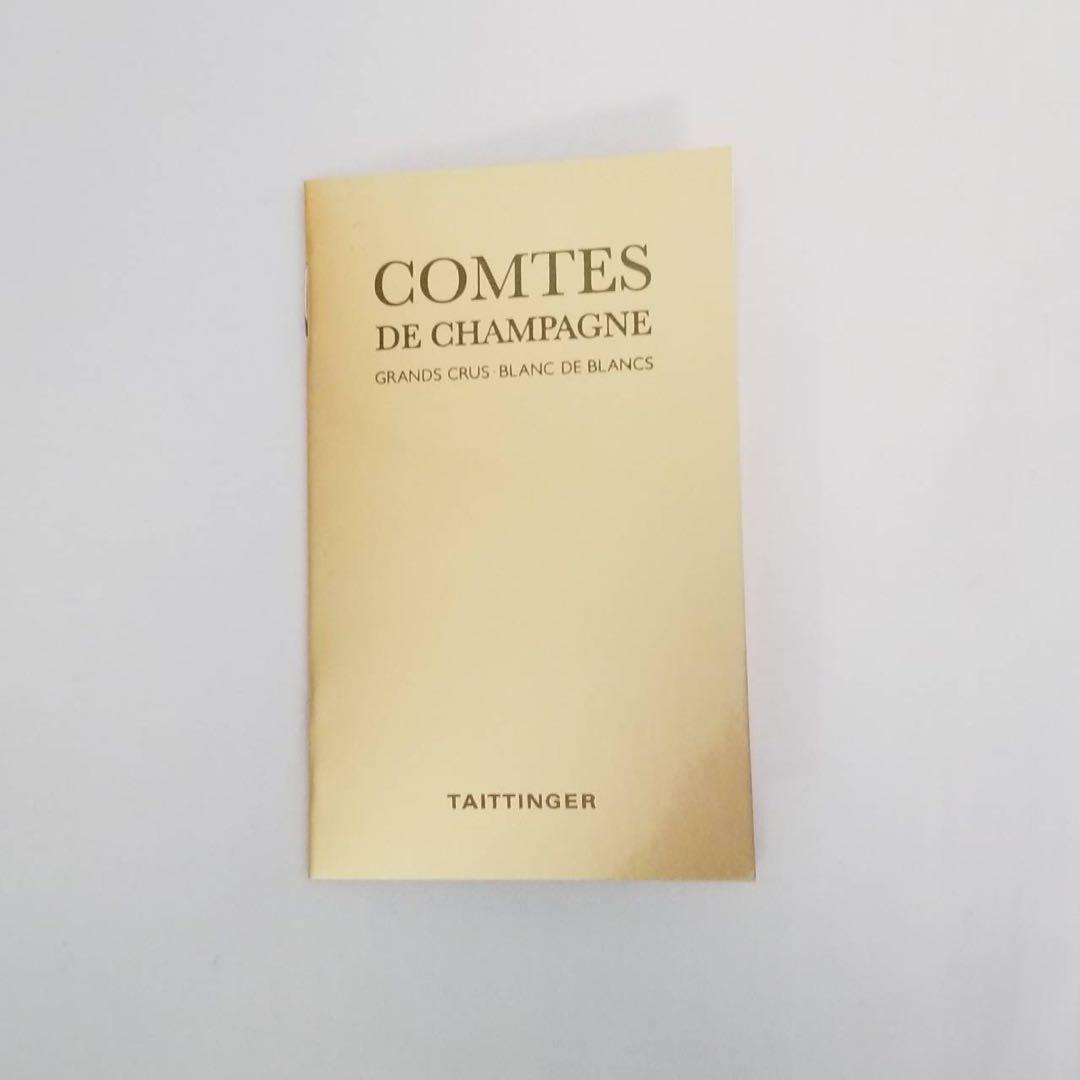 COMTES
DE CHAMPAGNE
GRANDS CRUS · BLANC DE BLANCS
TAITTINGER